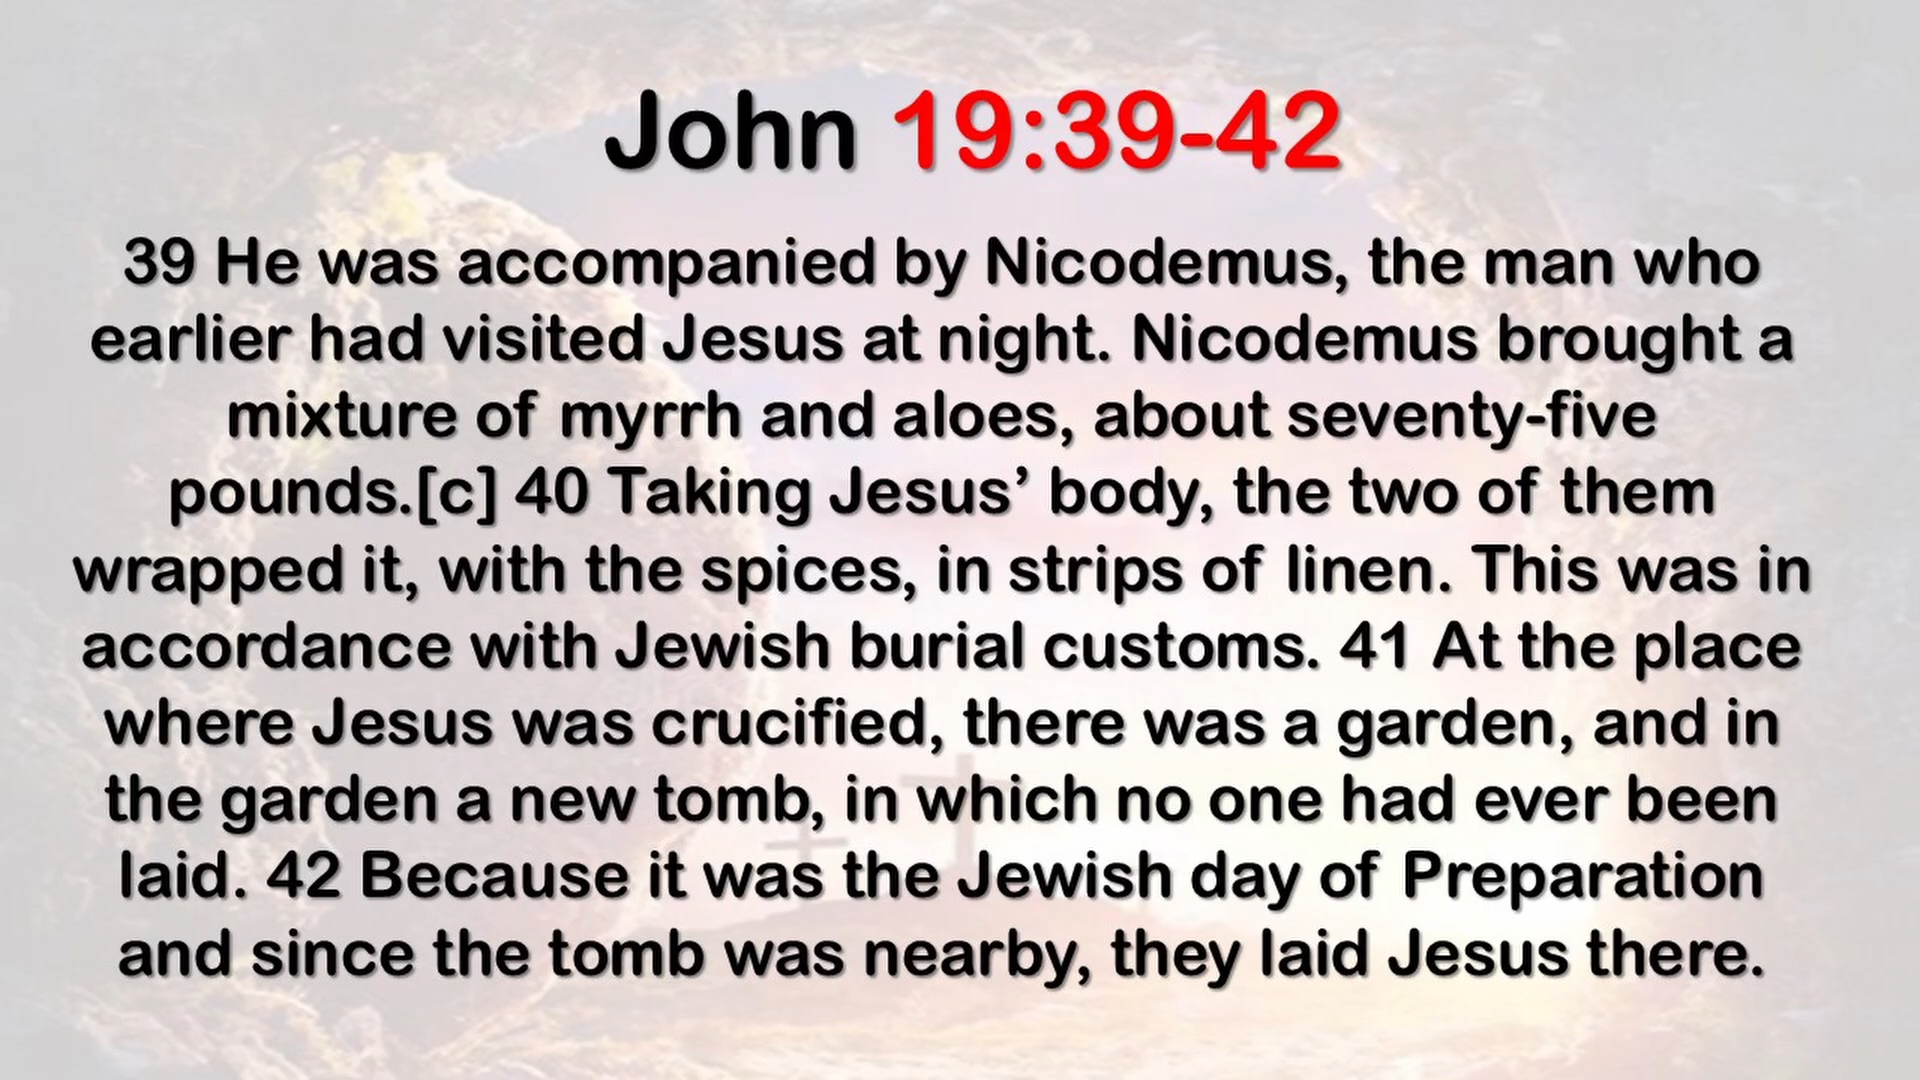 John 19:39-42
39 He was accompanied by Nicodemus, the man who
earlier had visited Jesus at night. Nicodemus brought a
mixture of myrrh and aloes, about seventy-five
pounds.[c] 40 Taking Jesus’ body, the two of them
wrapped it, with the spices, in strips of linen. This was in
accordance with Jewish burial customs. 41 At the place
where Jesus was crucified, there was a garden, and in
the garden a new tomb, in which no one had ever been
laid. 42 Because it was the Jewish day of Preparation
and since the tomb was nearby, they laid Jesus there.